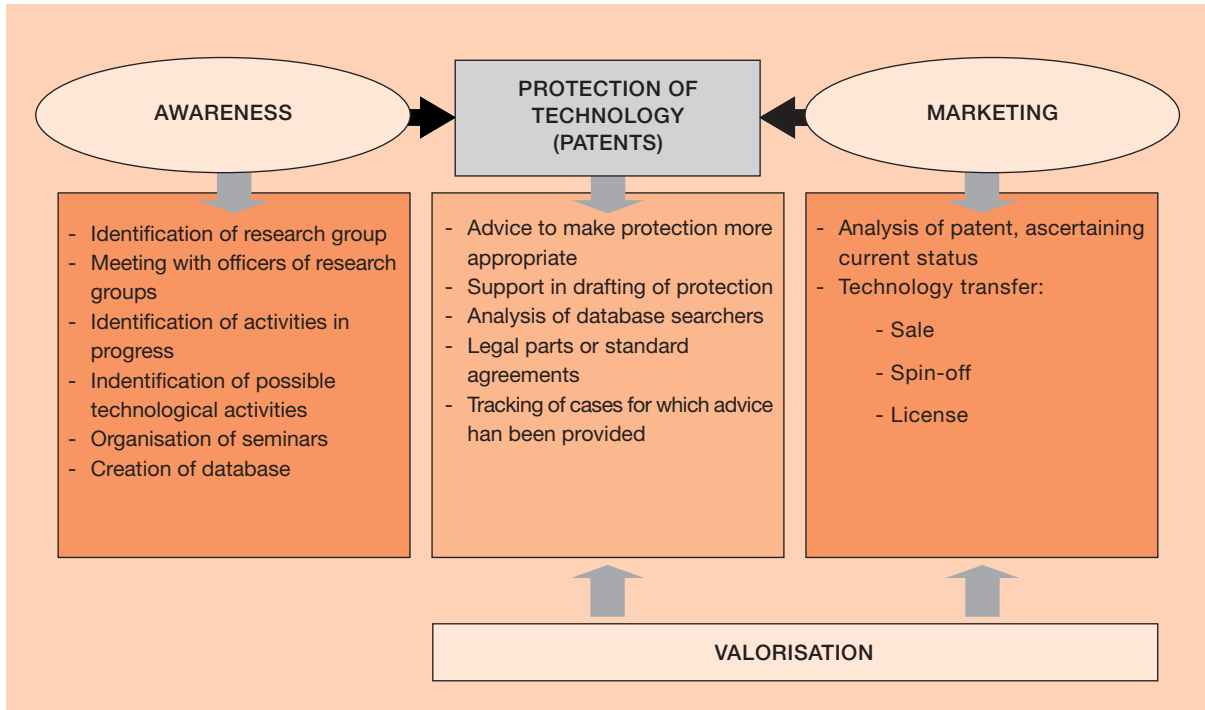 AWARENESS
PROTECTION OF
TECHNOLOGY
(PATENTS)
MARKETING
- Identification of research group
- Meeting with officers of research
groups
- Identification of activities in
progress
- Indentification of possible
technological activities
- Organisation of seminars
- Creation of database
- Advice to make protection more
appropriate
- Support in drafting of protection
- Analysis of database searchers
- Legal parts or standard
agreements
- Tracking of cases for which advice
han been provided
- Analysis of patent, ascertaining
current status
- Technology transfer:
- Sale
- Spin-off
- License
VALORISATION